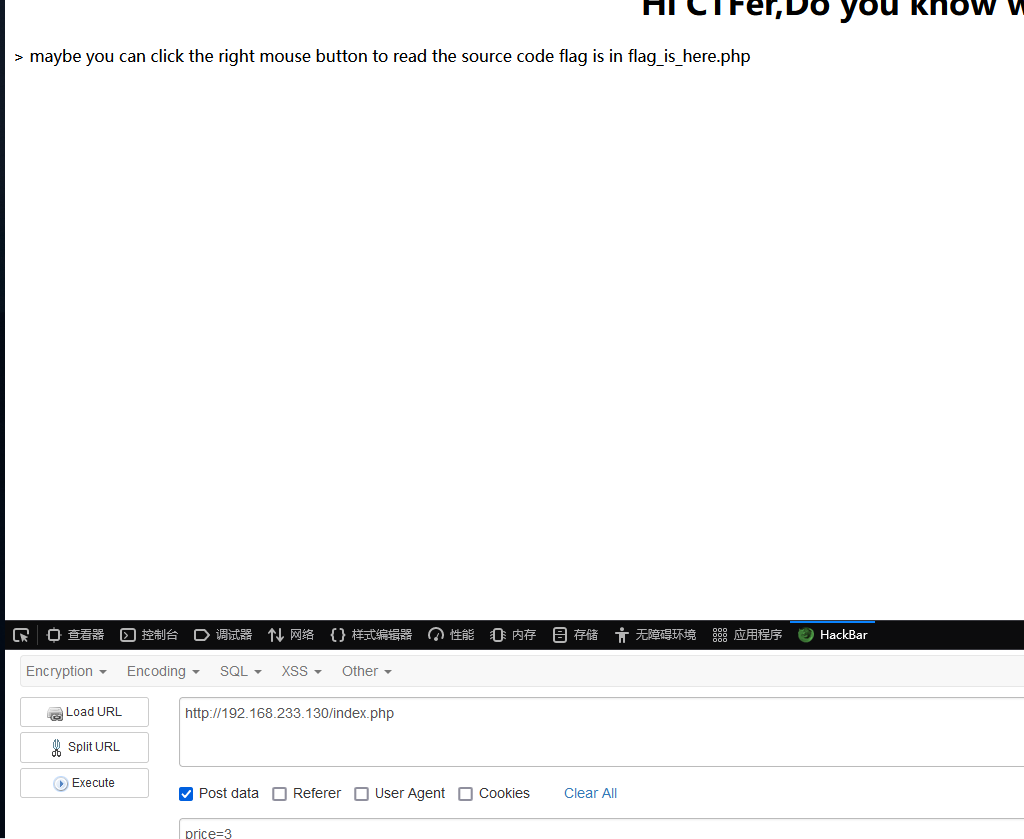 Hi CTFer,Do you know
> maybe you can click the right mouse button to read the source code flag is in flag_is_here.php
查看器 控制台 调试器 网络 样式编辑器 性能 内存 存储 无障碍环境 应用程序 HackBar
Encryption Encoding SQL XSS Other
Load URL
http://192.168.233.130/index.php
Split URL
Execute
Post data Referer User Agent Cookies Clear All
price=3